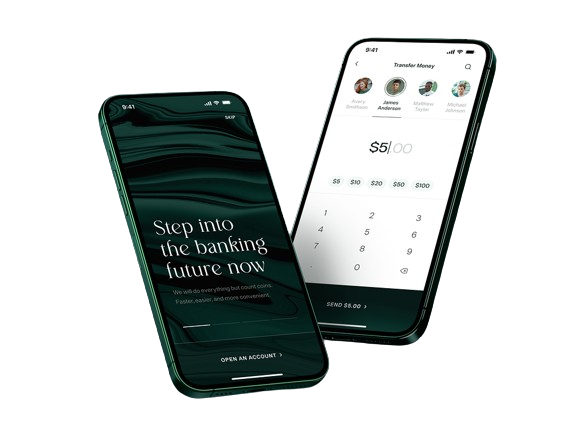 9:41
SKIP
Step into
the banking
future now
We will do everything but count coins.
Faster, easier, and more convenient.
OPEN AN ACCOUNT >
9:41
< Transfer Money
Avery Smithson
James Anderson
Matthew Taylor
Michael Johnson
$5|.00
$5 $10 $20 $50 $100
1 2 3
4 5 6
7 8 9
. 0
SEND $5.00 >